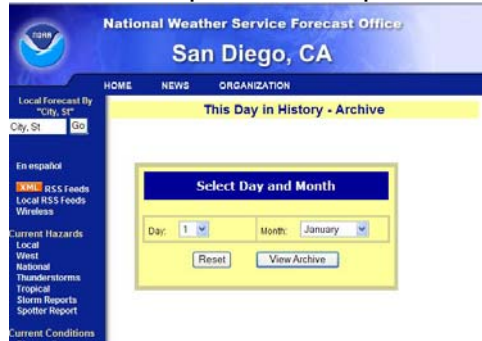 NOAA
National Weather Service Forecast Office
San Diego, CA
HOME NEWS ORGANIZATION
Local Forecast By
"City, St"
City, St Go
En español
XML RSS Feeds
Local RSS Feeds
Wireless
Current Hazards
Local
West
National
Thunderstorms
Tropical
Storm Reports
Spotter Report
Current Conditions
This Day in History - Archive
Select Day and Month
Day: 1 Month: January
Reset View Archive